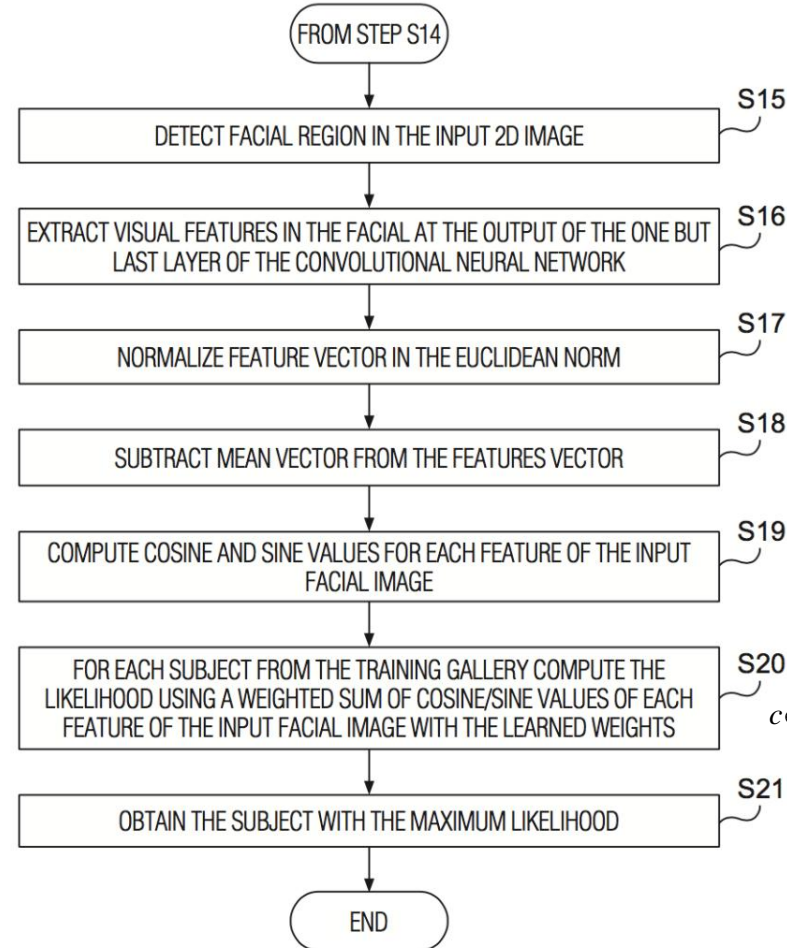 FROM STEP S14
S15
DETECT FACIAL REGION IN THE INPUT 2D IMAGE
S16
EXTRACT VISUAL FEATURES IN THE FACIAL AT THE OUTPUT OF THE ONE BUT
LAST LAYER OF THE CONVOLUTIONAL NEURAL NETWORK
S17
NORMALIZE FEATURE VECTOR IN THE EUCLIDEAN NORM
S18
SUBTRACT MEAN VECTOR FROM THE FEATURES VECTOR
S19
COMPUTE COSINE AND SINE VALUES FOR EACH FEATURE OF THE INPUT
FACIAL IMAGE
S20
FOR EACH SUBJECT FROM THE TRAINING GALLERY COMPUTE THE
LIKELIHOOD USING A WEIGHTED SUM OF COSINE/SINE VALUES OF EACH
FEATURE OF THE INPUT FACIAL IMAGE WITH THE LEARNED WEIGHTS
S21
OBTAIN THE SUBJECT WITH THE MAXIMUM LIKELIHOOD
END